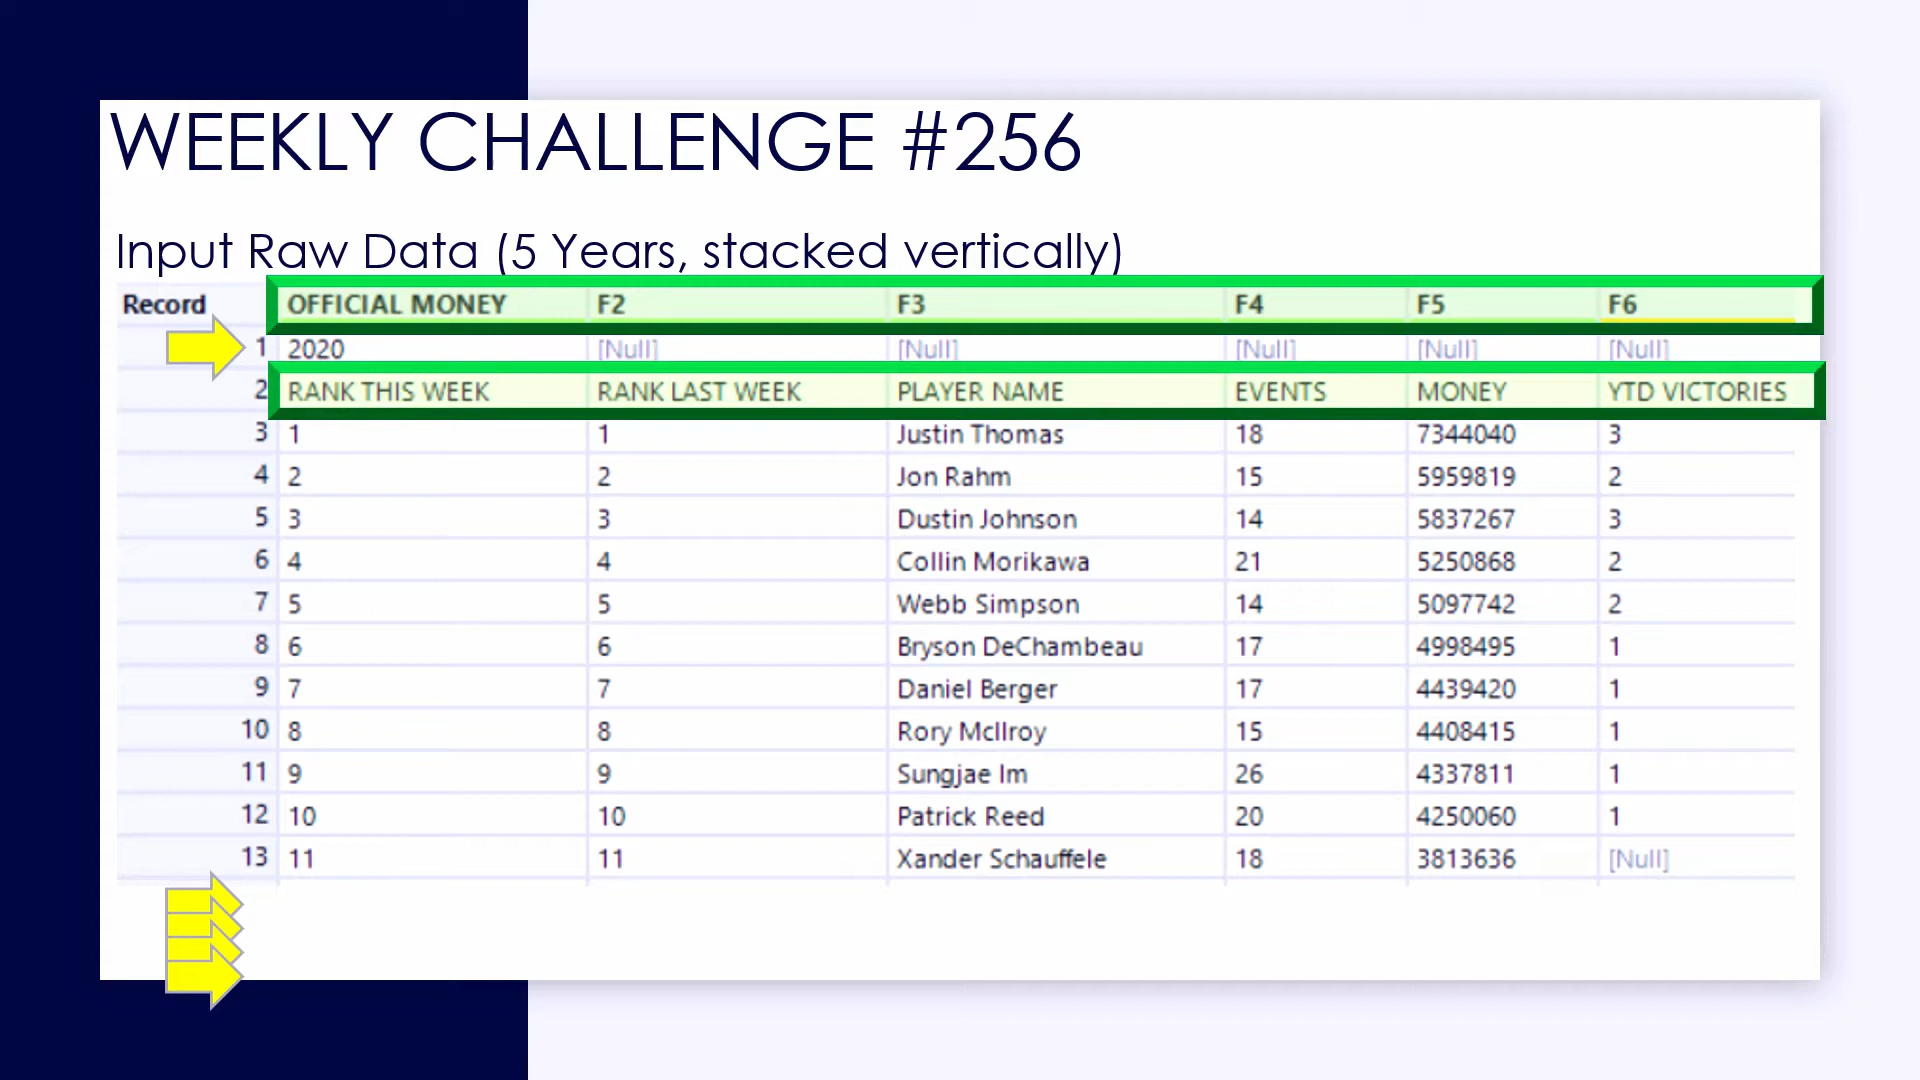 WEEKLY CHALLENGE #256
Input Raw Data (5 Years, stacked vertically)
Record OFFICIAL MONEY F2 F3 F4 F5 F6
1 2020 [Null] [Null] [Null] [Null] [Null]
2 RANK THIS WEEK RANK LAST WEEK PLAYER NAME EVENTS MONEY YTD VICTORIES
3 1 1 Justin Thomas 18 7344040 3
4 2 2 Jon Rahm 15 5959819 2
5 3 3 Dustin Johnson 14 5837267 3
6 4 4 Collin Morikawa 21 5250868 2
7 5 5 Webb Simpson 14 5097742 2
8 6 6 Bryson DeChambeau 17 4998495 1
9 7 7 Daniel Berger 17 4439420 1
10 8 8 Rory McIlroy 15 4408415 1
11 9 9 Sungjae Im 26 4337811 1
12 10 10 Patrick Reed 20 4250060 1
13 11 11 Xander Schauffele 18 3813636 [Null]